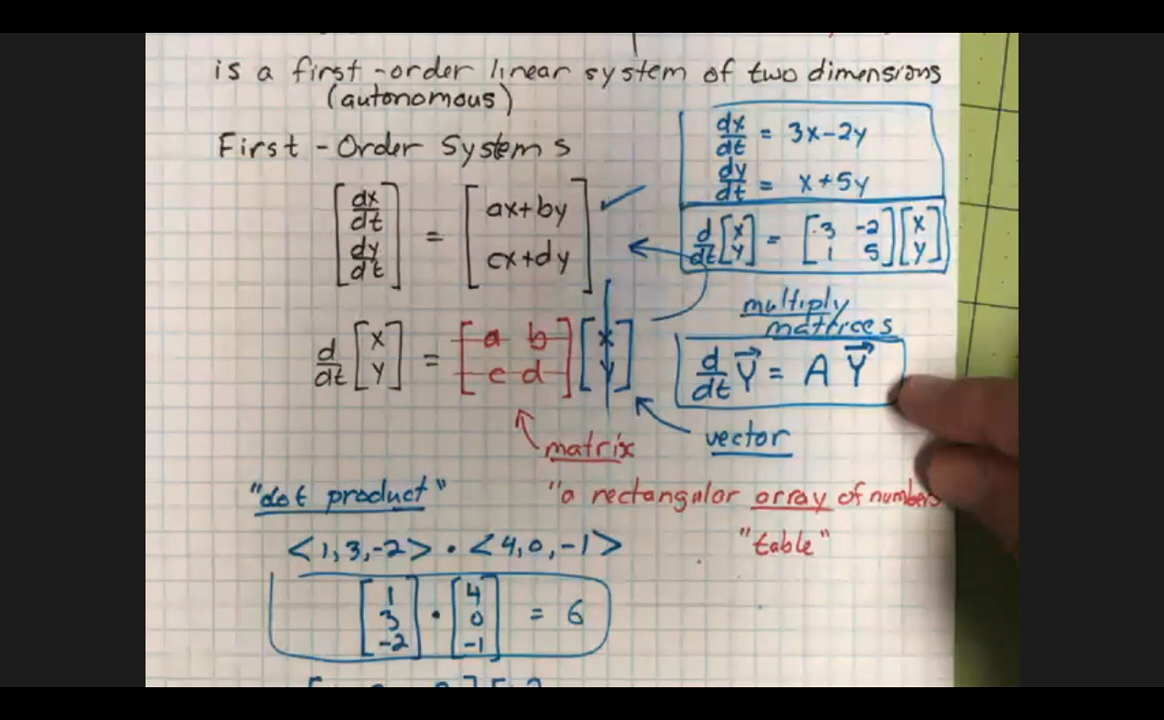 is a first-order linear system of two dimensions
(autonomous)
First-Order Systems
[dx/dt dy/dt] = [ax+by cx+dy]
dx/dt = 3x-2y
dy/dt = x+5y
d/dt [x y] = [3 -2 1 5] [x y]
d/dt [x y] = [a b c d] [x y]
multiply
matrices
d/dt Y⃗ = A Y⃗
matrix
vector
"a rectangular array of numbers
"table"
"dot product"
<1,3,-2> • <4,0,-1>
[1 3 -2] • [4 0 -1] = 6